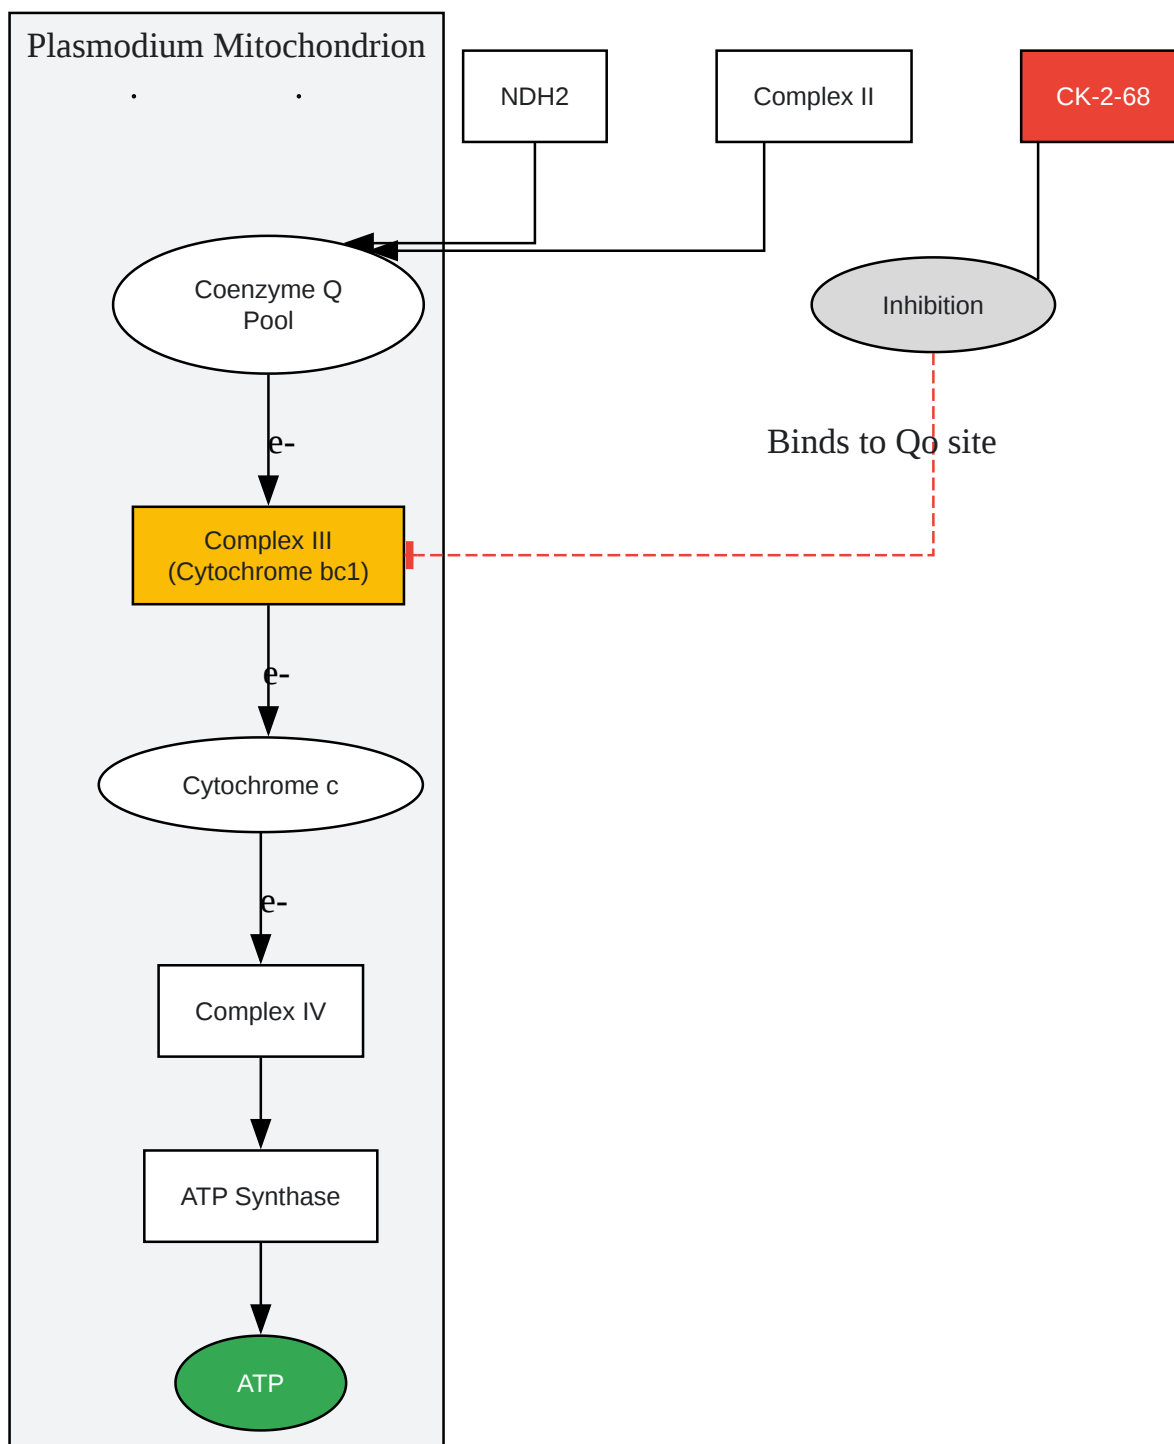 Plasmodium Mitochondrion
NDH2
Complex II
CK-2-68
Coenzyme Q
Pool
Inhibition
e-
Binds to Qo site
Complex III
(Cytochrome bc1)
e-
Cytochrome c
e-
Complex IV
ATP Synthase
ATP